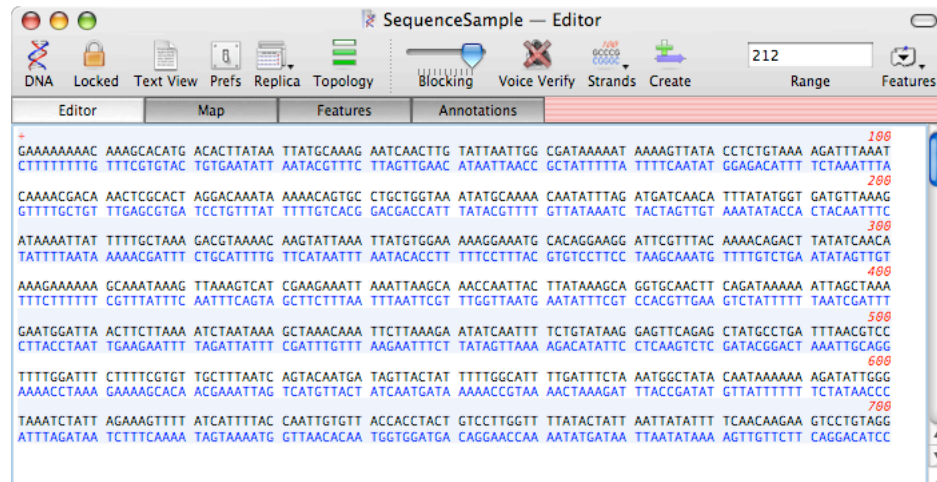 SequenceSample — Editor
212
DNA Locked Text View Prefs Replica Topology Blocking Voice Verify Strands Create Range Features
Editor Map Features Annotations
+ 100
GAAAAAAAAC AAAGCACATG ACACTTATAA TTATGCAAAG AATCAACTTG TATTAATTGG CGATAAAAAT AAAAGTTATA CCTCTGTAAA AGATTTAAAT
CTTTTTTTTG TTTCGTGTAC TGTGAATATT AATACGTTTC TTAGTTGAAC ATAATTAACC GCTATTTTTA TTTTCAATAT GGAGACATTT TCTAAATTTA
200
CAAAACGACA AACTCGCACT AGGACAAATA AAAACAGTGC CTGCTGGTAA ATATGCAAAA CAATATTTAG ATGATCAACA TTTATATGGT GATGTTAAAG
GTTTTGCTGT TTGAGCGTGA TCCTGTTTAT TTTTGTCACG GACGACCATT TATACGTTTT GTTATAAATC TACTAGTTGT AAATATACCA CTACAATTTC
300
ATAAAATTAT TTTTGCTAAA GACGTAAAAC AAGTATTAAA TTATGTGGAA AAAGGAAATG CACAGGAAGG ATTCGTTTAC AAAACAGACT TATATCAACA
TATTTTAATA AAAACGATTT CTGCATTTTG TTCATAATTT AATACACCTT TTTCCTTTAC GTGTCCTTCC TAAGCAAATG TTTTGTCTGA ATATAGTTGT
400
AAAGAAAAAA GCAAATAAAG TTAAAGTCAT CGAAGAAATT AAATTAAGCA AACCAATTAC TTATAAAGCA GGTGCAACTT CAGATAAAAA ATTAGCTAAA
TTTCTTTTTT CGTTTATTTC AATTTCAGTA GCTTCTTTAA TTTAATTCGT TTGGTTAATG AATATTTCGT CCACGTTGAA GTCTATTTTT TAATCGATTT
500
GAATGGATTA ACTTCTTAAA ATCTAATAAA GCTAAACAAA TTCTTAAAGA ATATCAATTT TCTGTATAAG GAGTTCAGAG CTATGCCTGA TTTAACGTCC
CTTACCTAAT TGAAGAATTT TAGATTATTT CGATTTGTTT AAGAATTTCT TATAGTTAAA AGACATATTC CTCAAGTCTC GATACGGACT AAATTGCAGG
600
TTTTGGATTT CTTTTCGTGT TGCTTTAATC AGTACAATGA TAGTTACTAT TTTTGGCATT TTGATTTCTA AATGGCTATA CAATAAAAAA AGATATTGGG
AAAACCTAAA GAAAAGCACA ACGAAATTAG TCATGTTACT ATCAATGATA AAAACCGTAA AACTAAAGAT TTACCGATAT GTTATTTTTT TCTATAACCC
700
TAAATCTATT AGAAAGTTTT ATCATTTTAC CAATTGTGTT ACCACCTACT GTCCTTGGTT TTATACTATT AATTATATTT TCAACAAGAA GTCCTGTAGG
ATTTAGATAA TCTTTCAAAA TAGTAAAATG GTTAACACAA TGGTGGATGA CAGGAACCAA AATATGATAA TTAATATAAA AGTTGTTCTT CAGGACATCC